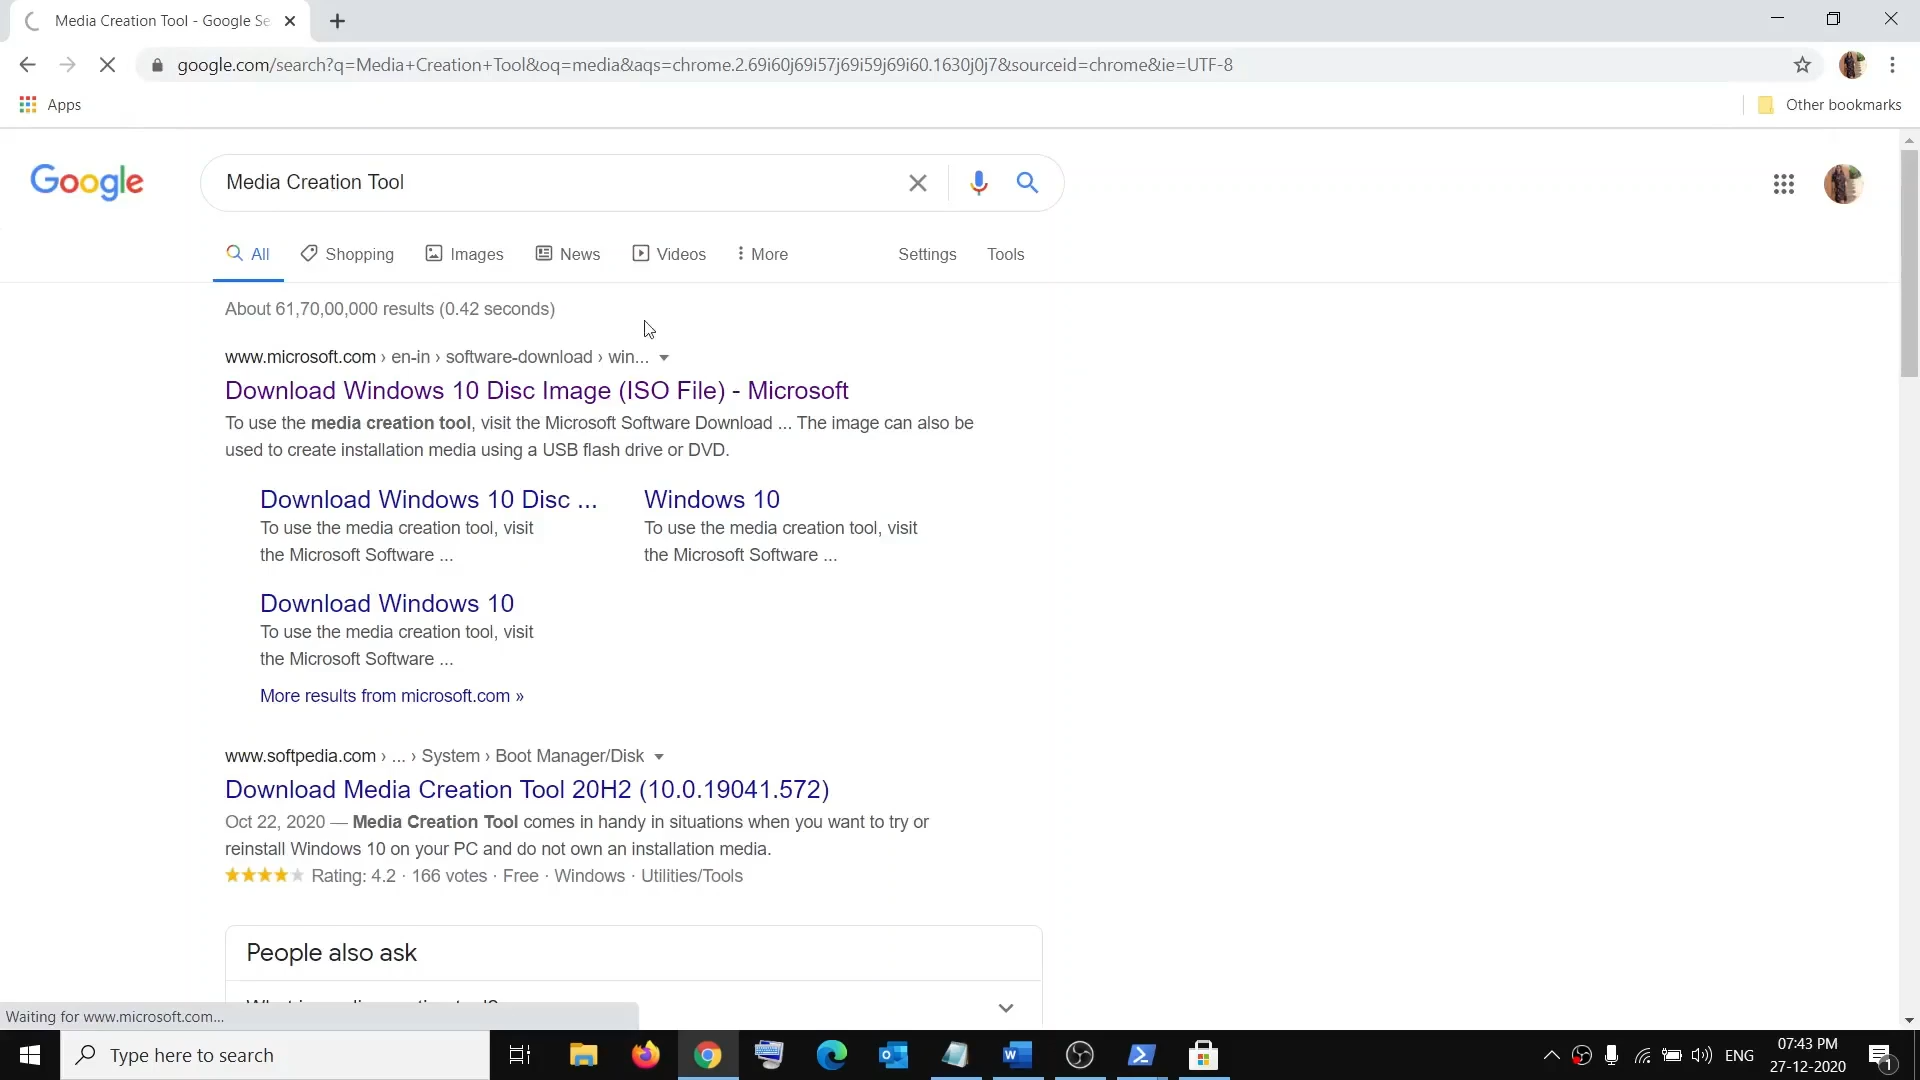 Media Creation Tool - Google Se
google.com/search?q=Media+Creation+Tool&oq=media&aqs=chrome.2.69i60j69i57j69i59j69i60.1630j0j7&sourceid=chrome&ie=UTF-8
Apps
Other bookmarks
Google
Media Creation Tool
All
Shopping
Images
News
Videos
More
Settings
Tools
About 61,70,00,000 results (0.42 seconds)
www.microsoft.com › en-in › software-download › win...
Download Windows 10 Disc Image (ISO File) - Microsoft
To use the media creation tool, visit the Microsoft Software Download ... The image can also be
used to create installation media using a USB flash drive or DVD.
Download Windows 10 Disc ...
To use the media creation tool, visit
the Microsoft Software ...
Windows 10
To use the media creation tool, visit
the Microsoft Software ...
Download Windows 10
To use the media creation tool, visit
the Microsoft Software ...
More results from microsoft.com »
www.softpedia.com › ... › System › Boot Manager/Disk
Download Media Creation Tool 20H2 (10.0.19041.572)
Oct 22, 2020 — Media Creation Tool comes in handy in situations when you want to try or
reinstall Windows 10 on your PC and do not own an installation media.
Rating: 4.2 · 166 votes · Free · Windows · Utilities/Tools
People also ask
Waiting for www.microsoft.com...
Type here to search
ENG
07:43 PM
27-12-2020
1